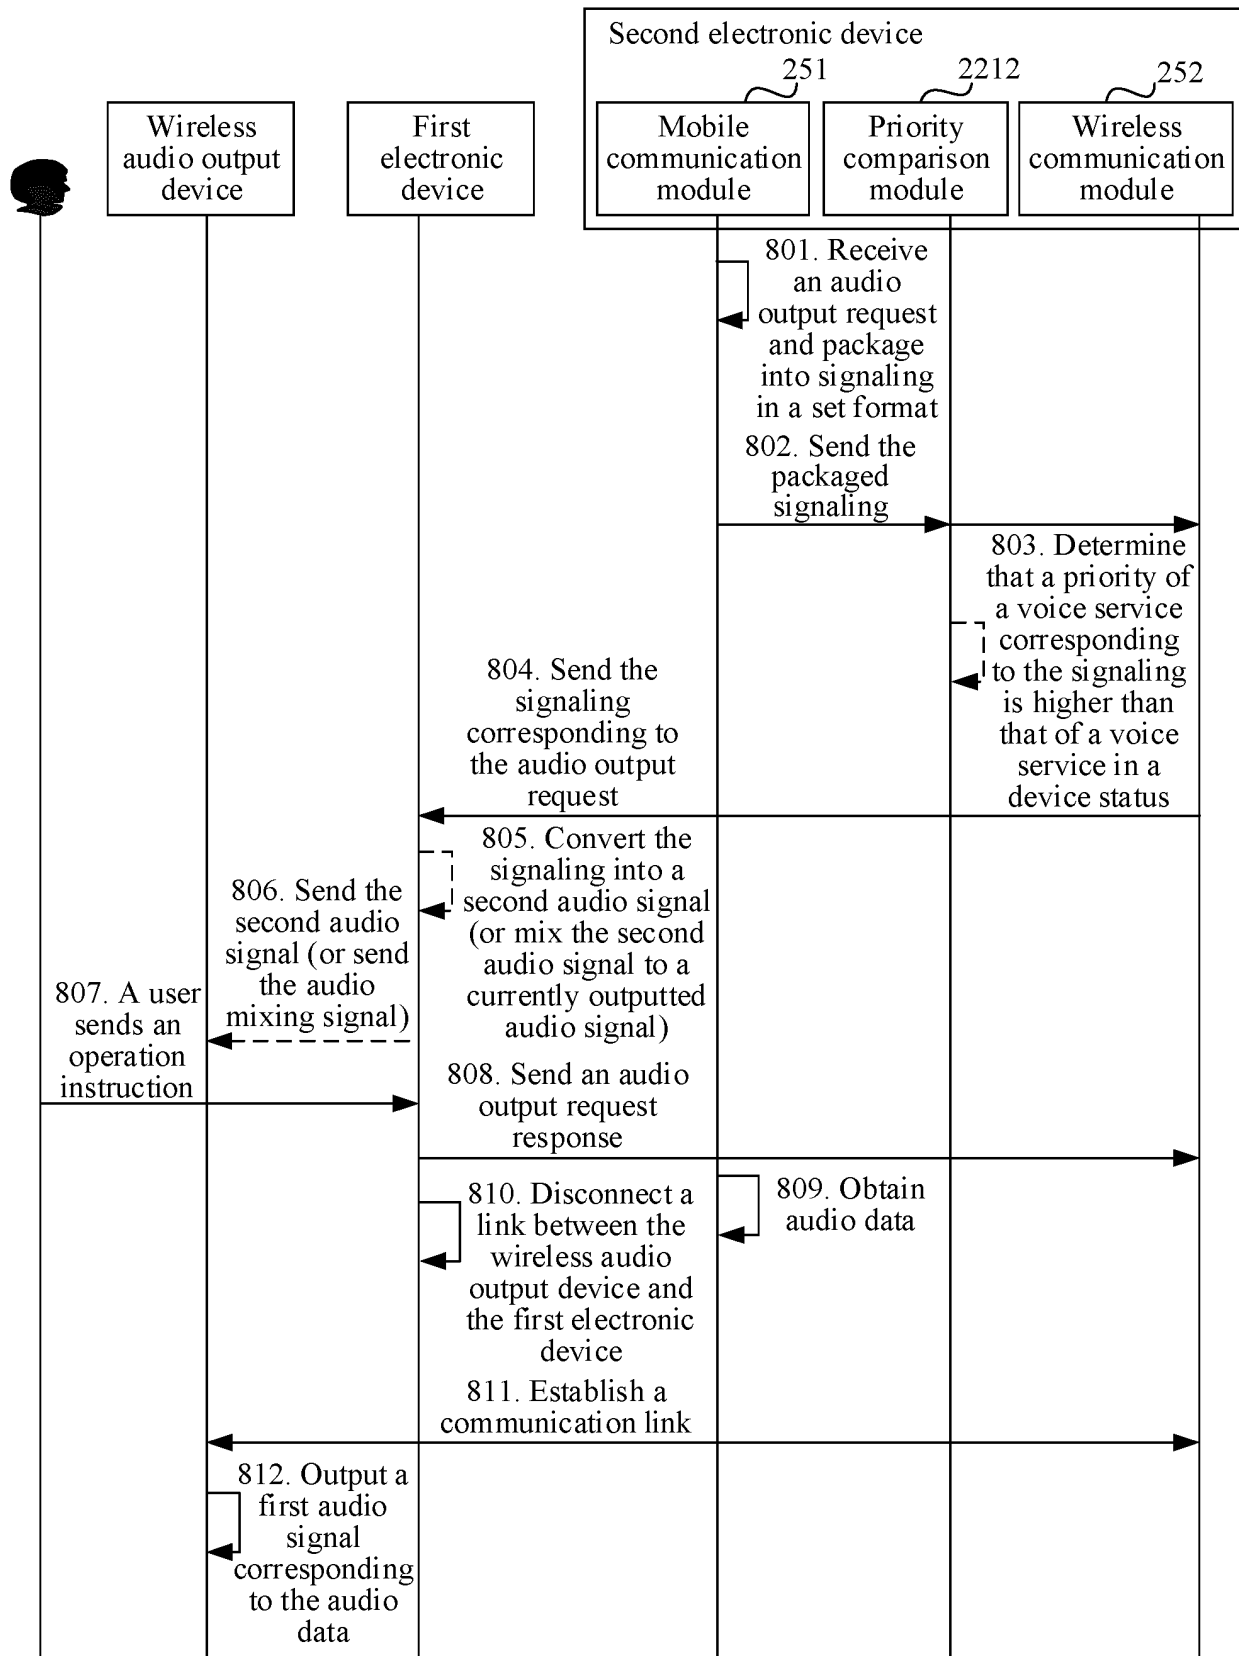 Second electronic device
251
2212
252
Wireless
audio output
device
First
electronic
device
Mobile
communication
module
Priority
comparison
module
Wireless
communication
module
801. Receive
an audio
output request
and package
into signaling
in a set format
802. Send the
packaged
signaling
803. Determine
that a priority of
a voice service
corresponding
to the signaling
is higher than
that of a voice
service in a
device status
804. Send the
signaling
corresponding to
the audio output
request
805. Convert the
signaling into a
second audio signal
(or mix the second
audio signal to a
currently outputted
audio signal)
806. Send the
second audio
signal (or send
the audio
mixing signal)
807. A user
sends an
operation
instruction
808. Send an audio
output request
response
809. Obtain
audio data
810. Disconnect a
link between the
wireless audio
output device and
the first electronic
device
811. Establish a
communication link
812. Output a
first audio
signal
corresponding
to the audio
data